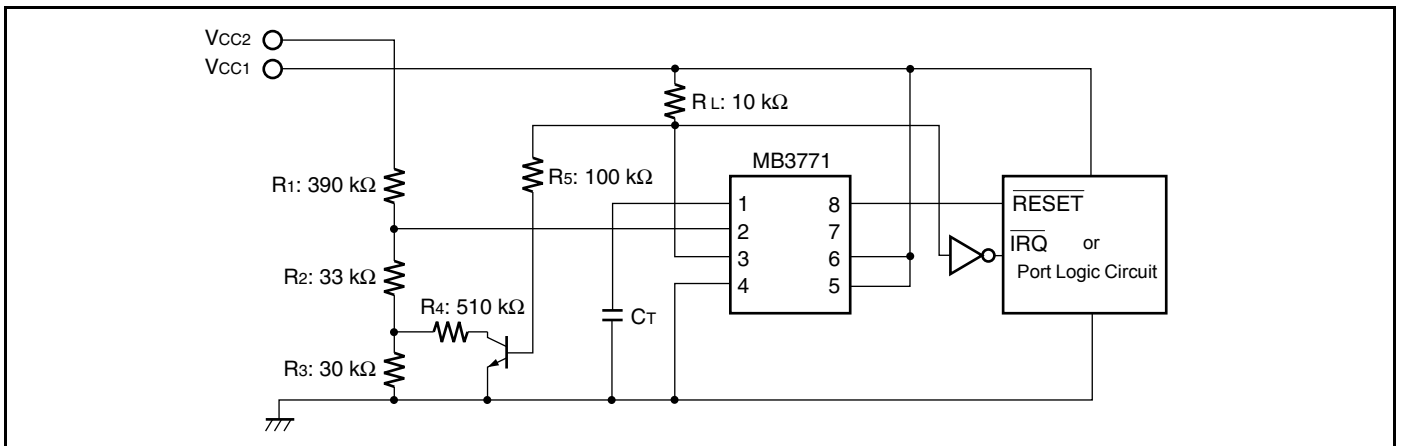 VCC2
VCC1
RL: 10 kΩ
MB3771
R1: 390 kΩ
R5: 100 kΩ
1
8
RESET
2
7
IRQ or
3
6
Port Logic Circuit
R2: 33 kΩ
4
5
R4: 510 kΩ
CT
R3: 30 kΩ